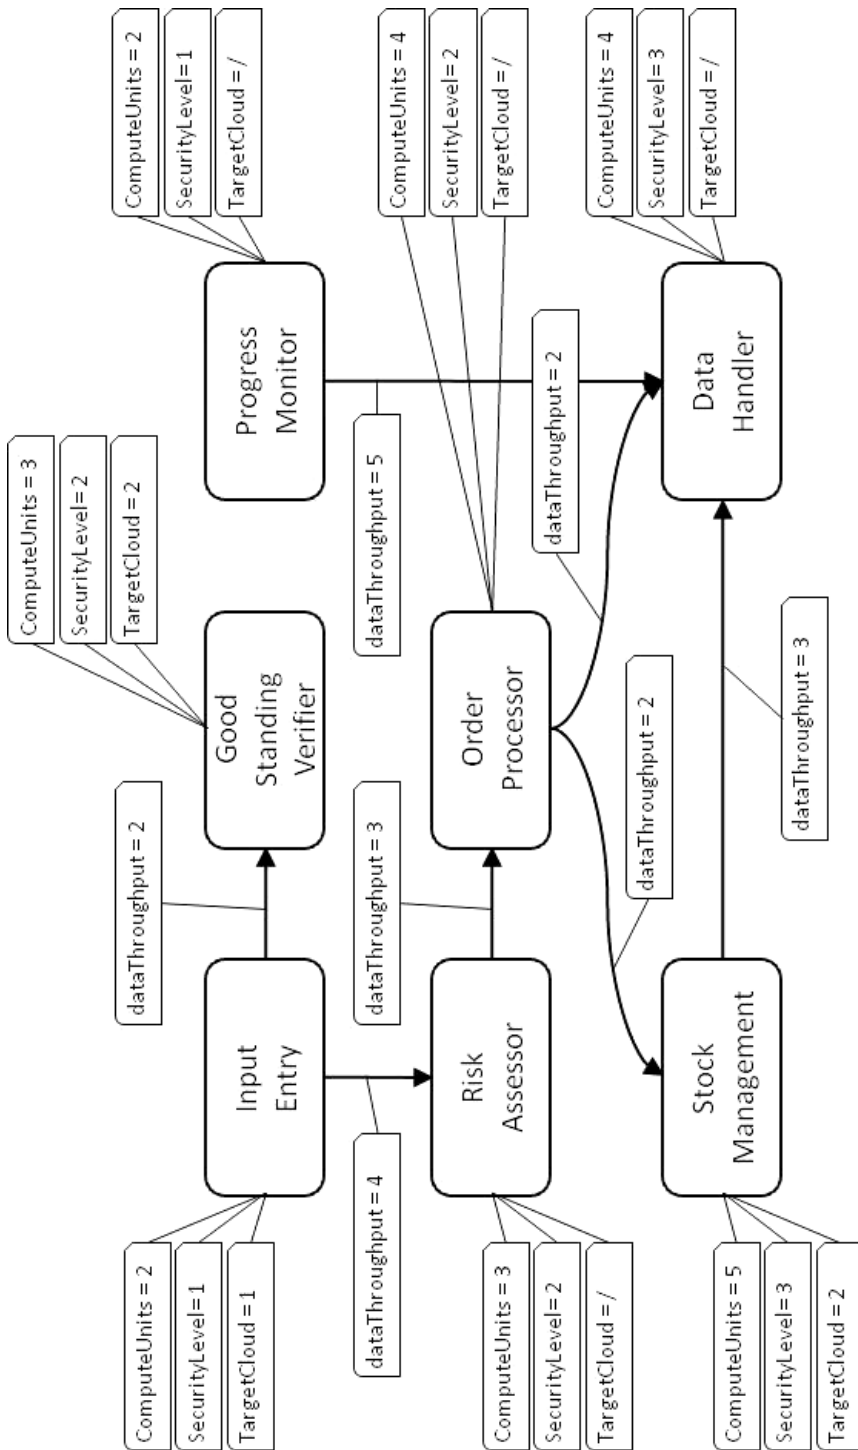 ComputeUnits = 2
SecurityLevel= 1
TargetCloud = 1
Input
Entry
dataThroughput = 2
ComputeUnits = 3
SecurityLevel= 2
TargetCloud = 2
Good
Standing
Verifier
ComputeUnits = 2
SecurityLevel= 1
TargetCloud = /
Progress
Monitor
dataThroughput = 4
dataThroughput = 3
dataThroughput = 5
ComputeUnits = 3
SecurityLevel= 2
TargetCloud = /
Risk
Assessor
Order
Processor
ComputeUnits = 4
SecurityLevel= 2
TargetCloud = /
dataThroughput = 2
dataThroughput = 2
ComputeUnits = 5
SecurityLevel= 3
TargetCloud = 2
Stock
Management
dataThroughput = 3
Data
Handler
ComputeUnits = 4
SecurityLevel= 3
TargetCloud = /